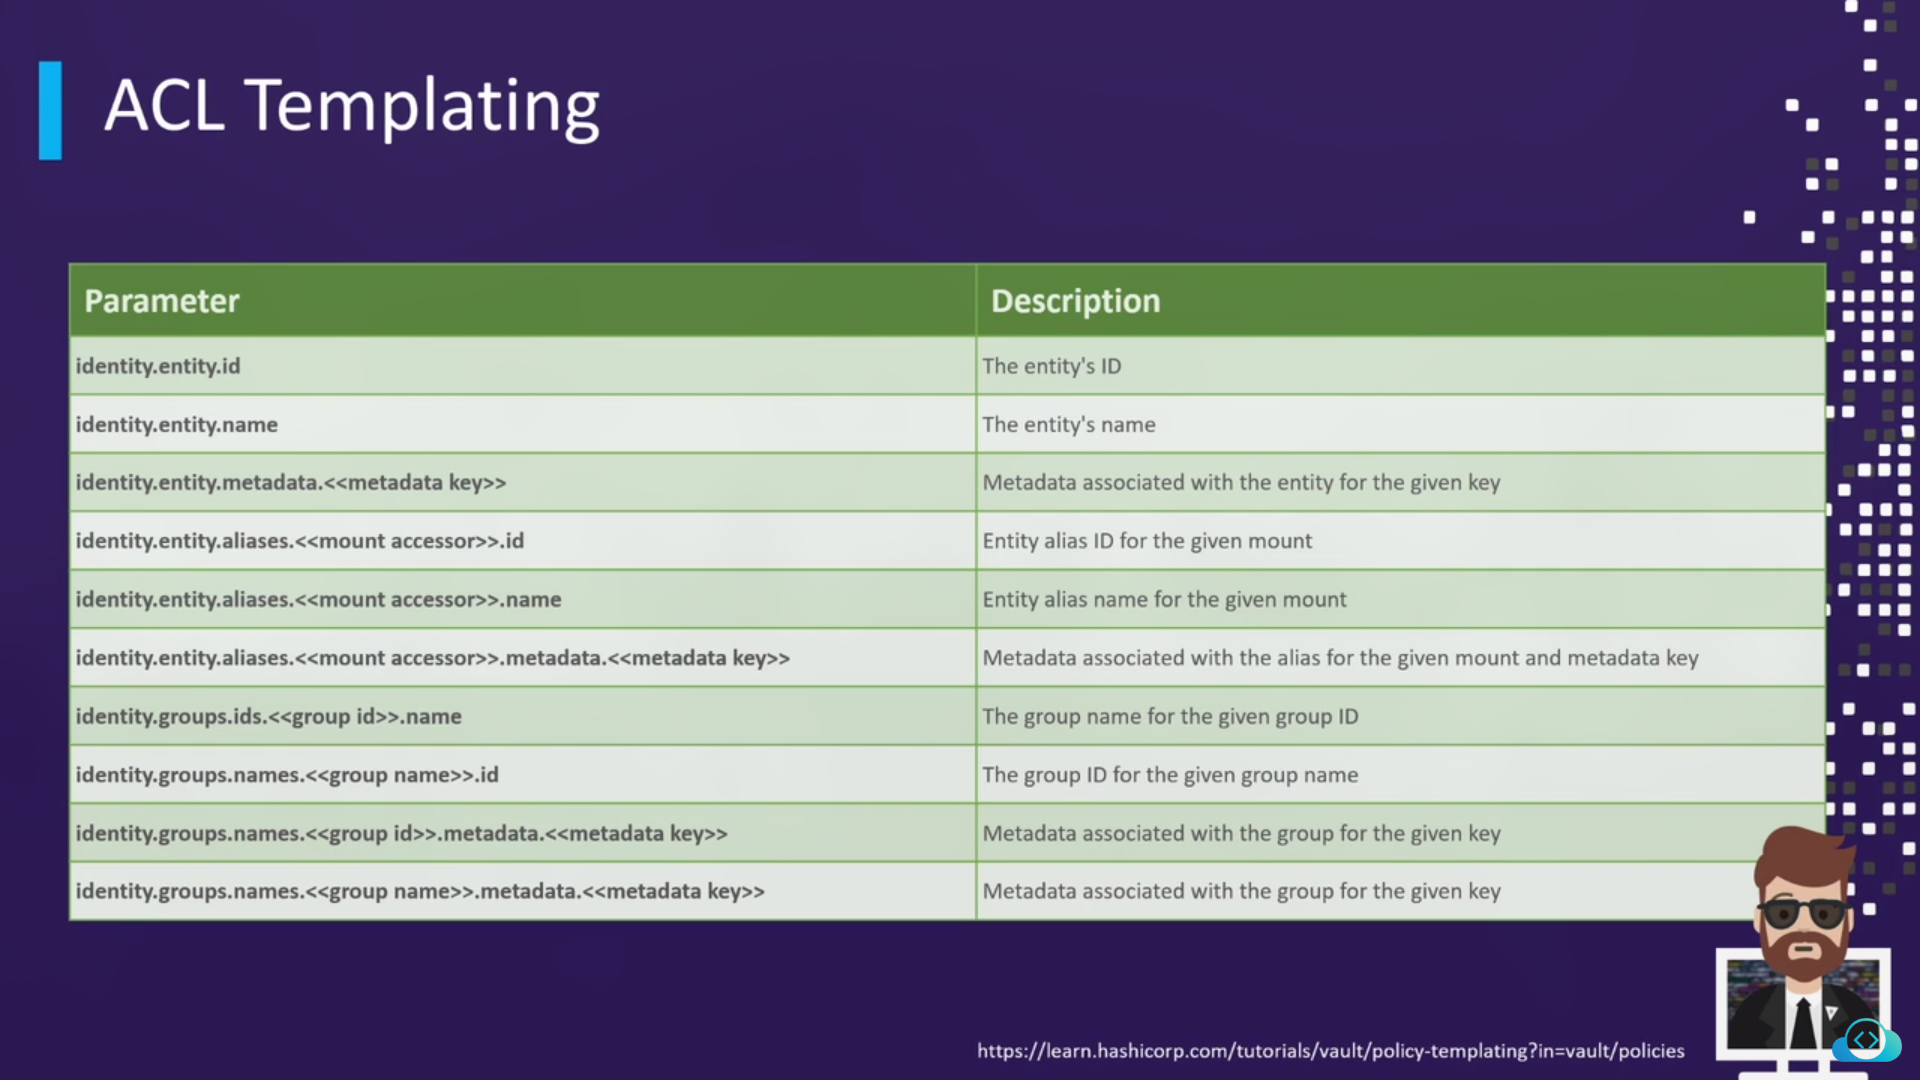 ACL Templating
Parameter Description
identity.entity.id The entity's ID
identity.entity.name The entity's name
identity.entity.metadata.<<metadata key>> Metadata associated with the entity for the given key
identity.entity.aliases.<<mount accessor>>.id Entity alias ID for the given mount
identity.entity.aliases.<<mount accessor>>.name Entity alias name for the given mount
identity.entity.aliases.<<mount accessor>>.metadata.<<metadata key>> Metadata associated with the alias for the given mount and metadata key
identity.groups.ids.<<group id>>.name The group name for the given group ID
identity.groups.names.<<group name>>.id The group ID for the given group name
identity.groups.names.<<group id>>.metadata.<<metadata key>> Metadata associated with the group for the given key
identity.groups.names.<<group name>>.metadata.<<metadata key>> Metadata associated with the group for the given key
https://learn.hashicorp.com/tutorials/vault/policy-templating?in=vault/policies